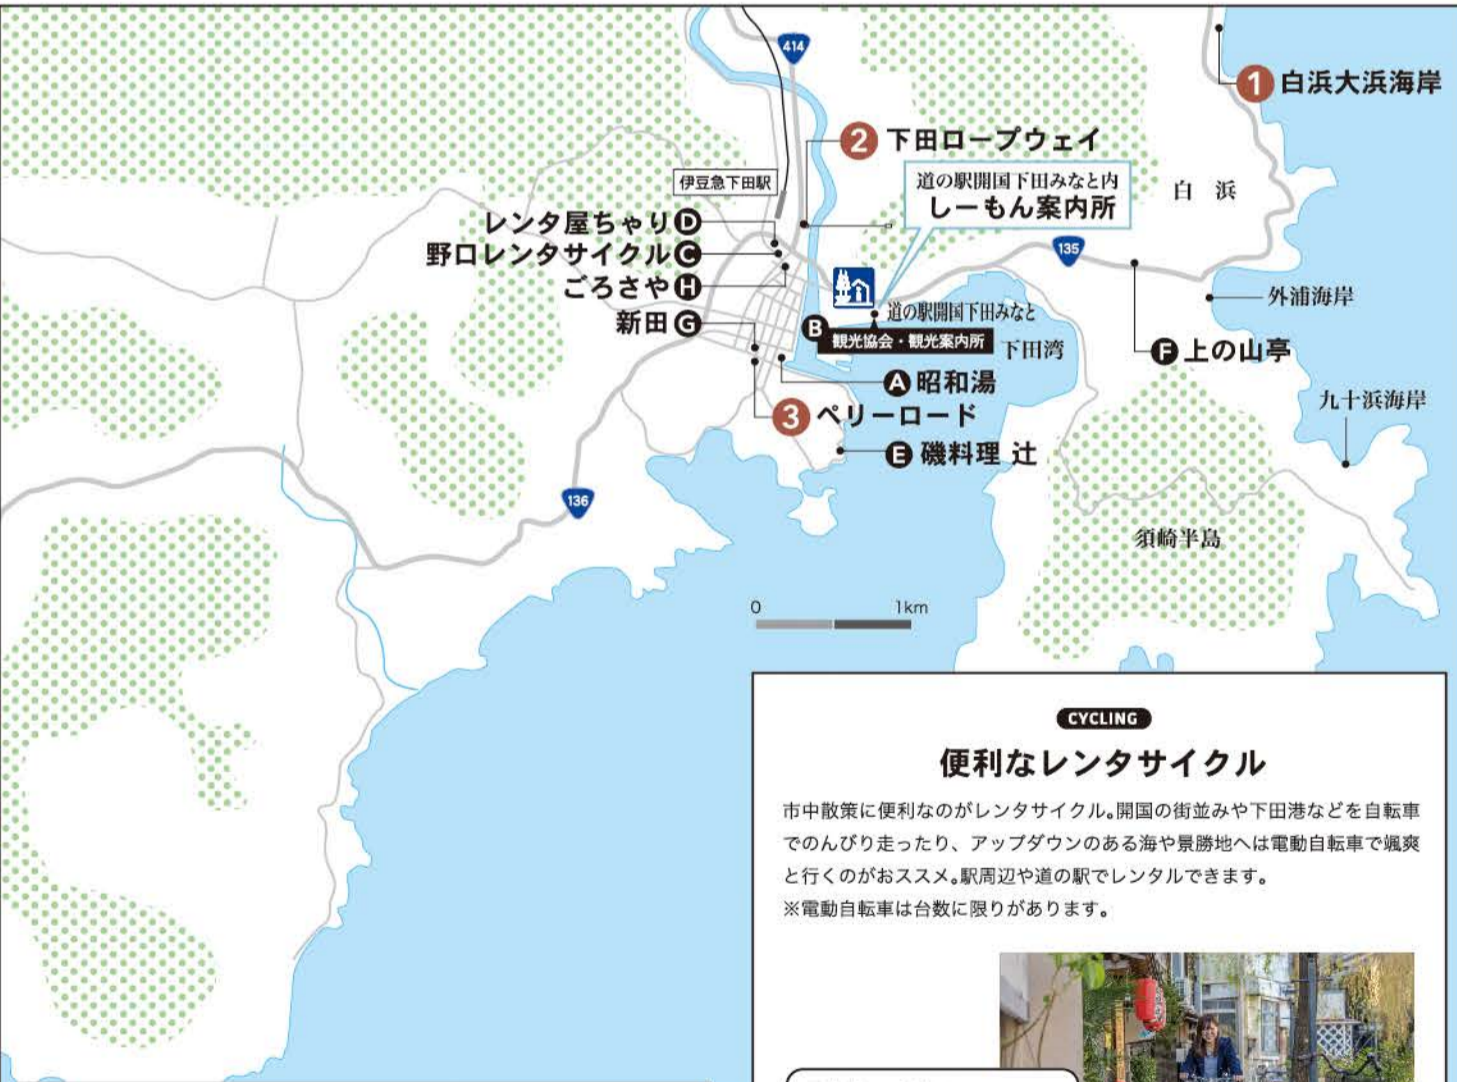 414
1 白浜大浜海岸
2 下田ロープウェイ
伊豆急下田駅
道の駅開国下田みなと内
しーもん案内所
白 浜
レンタ屋ちゃり D
野口レンタサイクル C
ごろさや H
新田 G
135
道の駅開国下田みなと
B 観光協会・観光案内所
下田湾
外浦海岸
F 上の山亭
A 昭和湯
3 ペリーロード
九十浜海岸
E 磯料理 辻
136
須崎半島
0 1km
CYCLING
便利なレンタサイクル
市中散策に便利なのがレンタサイクル。開国の街並みや下田港などを自転車
でのんびり走ったり、アップダウンのある海や景勝地へは電動自転車で颯爽
と行くのがおススメ。駅周辺や道の駅でレンタルできます。
※電動自転車は台数に限りがあります。